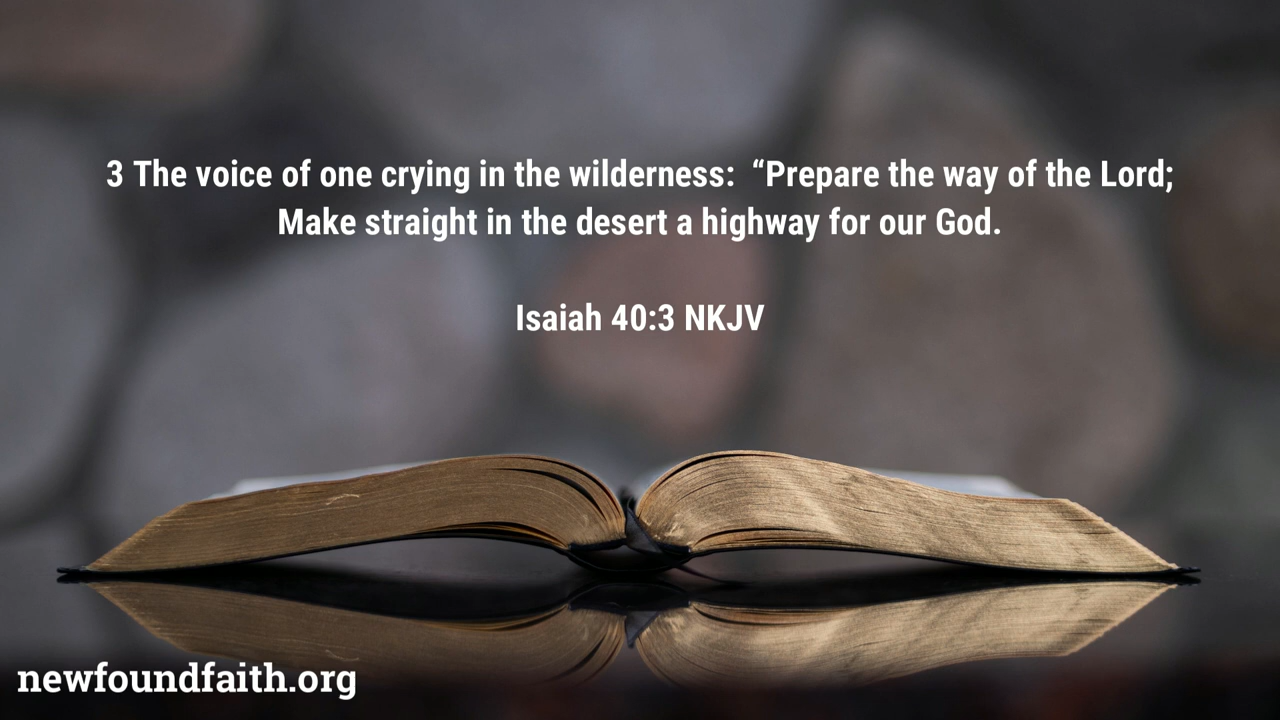 3 The voice of one crying in the wilderness:  “Prepare the way of the Lord;
Make straight in the desert a highway for our God.
Isaiah 40:3 NKJV
newfoundfaith.org